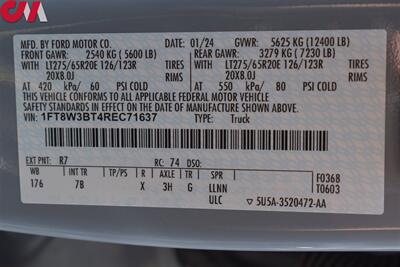 CMA
MFD. BY FORD MOTOR CO. 01/24 GVWR: 5625 KG (12400 LB)
FRONT GAWR: 2540 KG ( 5600 LB) REAR GAWR: 3279 KG ( 7230 LB)
WITH LT275/65R20E 126/123R WITH LT275/65R20E 126/123R
TIRES TIRES
20X8.0J RIMS 20X8.0J RIMS
AT 420 kPa/ 60 PSI COLD AT 550 kPa/ 80 PSI COLD
THIS VEHICLE CONFORMS TO ALL APPLICABLE FEDERAL MOTOR VEHICLE
SAFETY STANDARDS IN EFFECT ON THE DATE OF MANUFACTURE SHOWN ABOVE.
VIN: 1FT8W3BT4REC71637 TYPE: Truck
EXT PNT: R7 RC: 74 DSO:
WB INT TR TP/PS R AXLE TR SPR F0368
176 7B X 3H G LLNN T0603
ULC ▽ 5U5A-3520472-AA